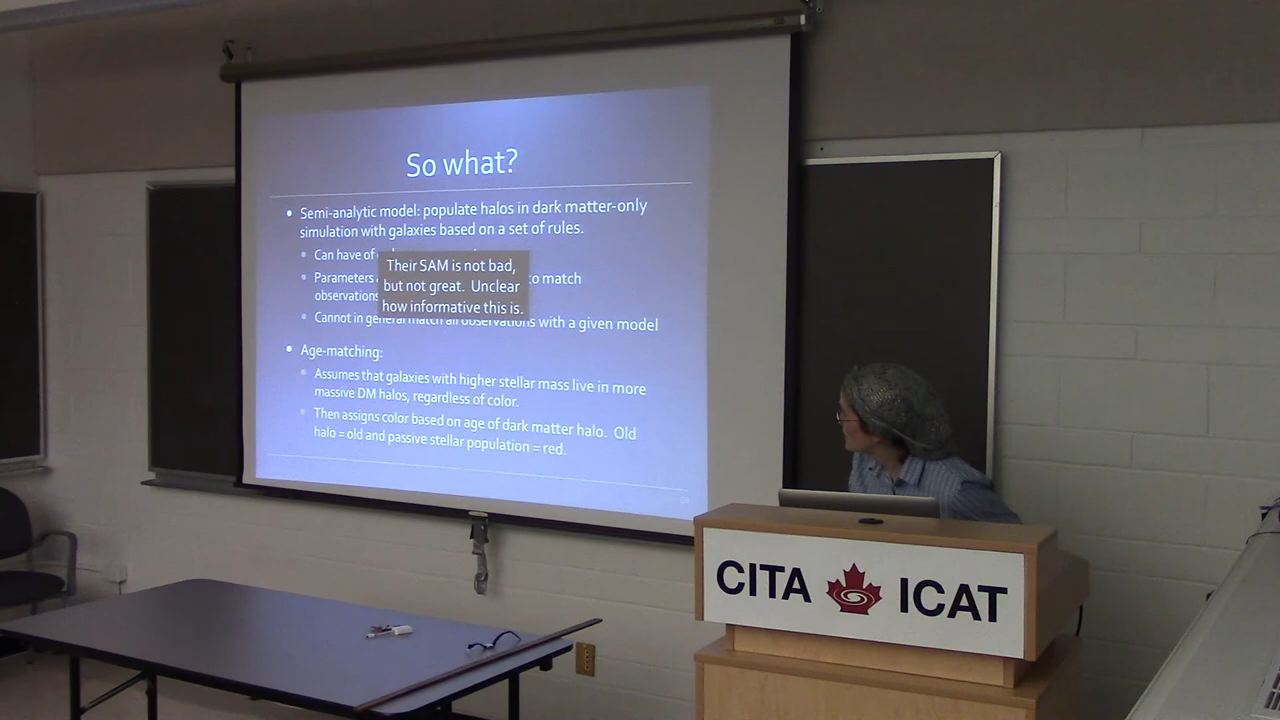 So what?
• Semi-analytic model: populate halos in dark matter-only
simulation with galaxies based on a set of rules.
• Can have of
• Parameters to match
observations
• Cannot in general match all observations with a given model
Their SAM is not bad,
but not great. Unclear
how informative this is.
• Age-matching:
• Assumes that galaxies with higher stellar mass live in more
massive DM halos, regardless of color.
• Then assigns color based on age of dark matter halo. Old
halo = old and passive stellar population = red.
CITA ICAT